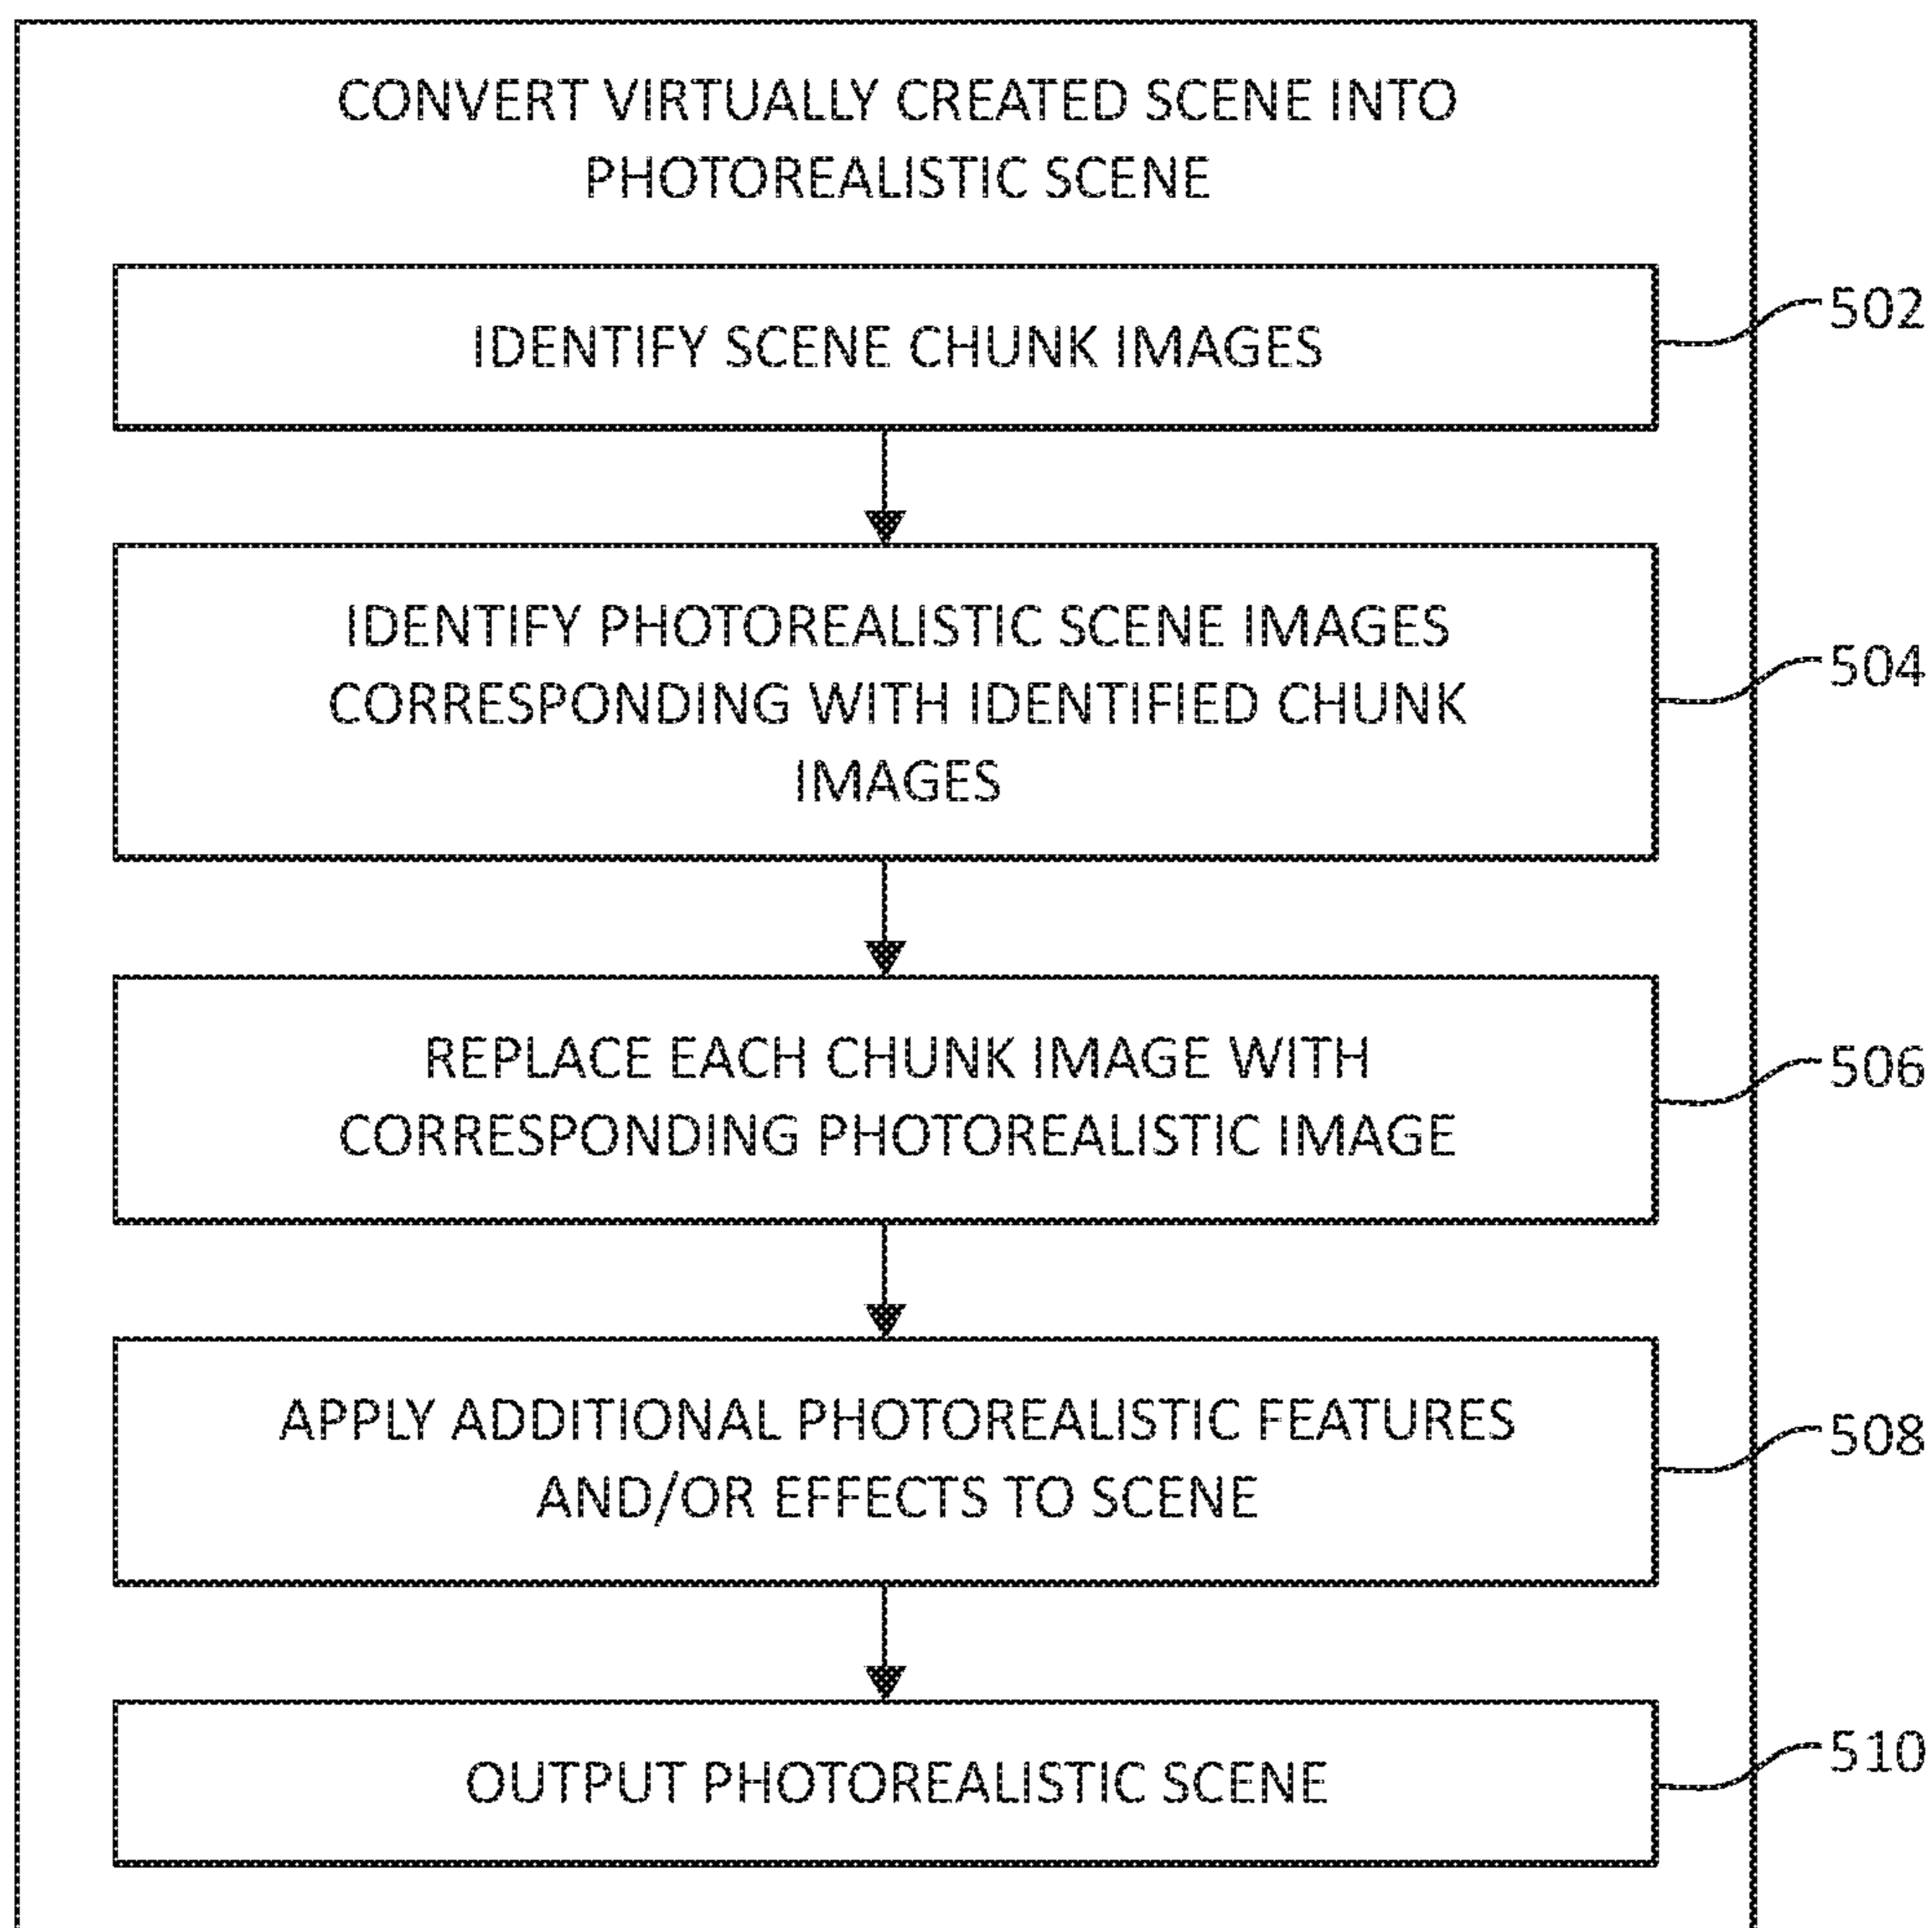 CONVERT VIRTUALLY CREATED SCENE INTO
PHOTOREALISTIC SCENE
IDENTIFY SCENE CHUNK IMAGES
502
IDENTIFY PHOTOREALISTIC SCENE IMAGES
CORRESPONDING WITH IDENTIFIED CHUNK
IMAGES
504
REPLACE EACH CHUNK IMAGE WITH
CORRESPONDING PHOTOREALISTIC IMAGE
506
APPLY ADDITIONAL PHOTOREALISTIC FEATURES
AND/OR EFFECTS TO SCENE
508
OUTPUT PHOTOREALISTIC SCENE
510